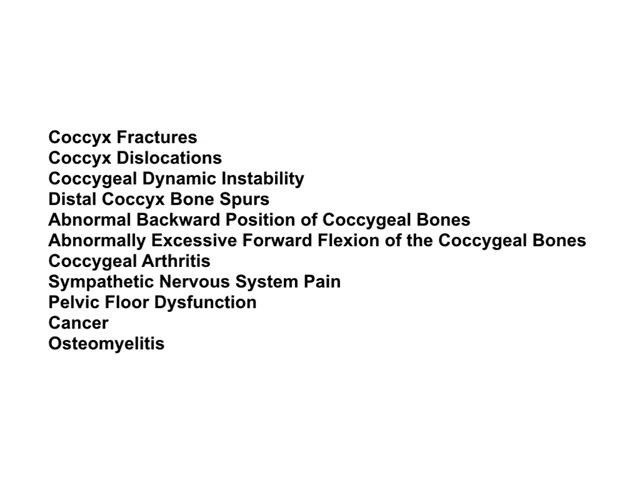 Coccyx Fractures
Coccyx Dislocations
Coccygeal Dynamic Instability
Distal Coccyx Bone Spurs
Abnormal Backward Position of Coccygeal Bones
Abnormally Excessive Forward Flexion of the Coccygeal Bones
Coccygeal Arthritis
Sympathetic Nervous System Pain
Pelvic Floor Dysfunction
Cancer
Osteomyelitis